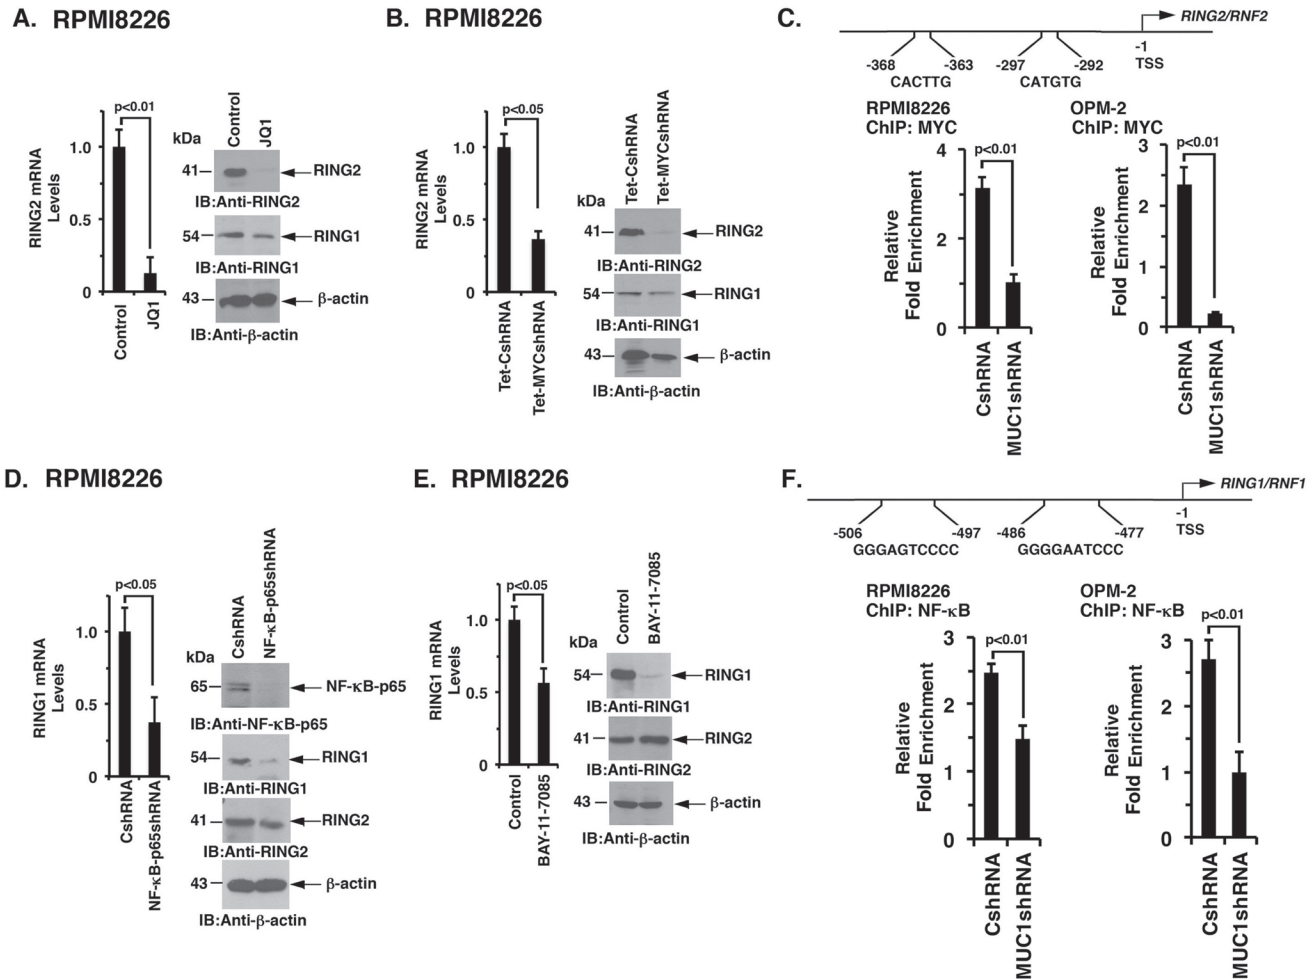 A. RPMI8226
p<0.01
RING2 mRNA
Levels
1.0
0.5
0
Control
JQ1
kDa
Control
JQ1
41
RING2
IB:Anti-RING2
54
RING1
IB:Anti-RING1
43
β-actin
IB:Anti-β-actin
B. RPMI8226
p<0.05
RING2 mRNA
Levels
1.0
0.5
0
Tet-CshRNA
Tet-MYCshRNA
kDa
Tet-CshRNA
Tet-MYCshRNA
41
RING2
IB:Anti-RING2
54
RING1
IB:Anti-RING1
43
β-actin
IB:Anti-β-actin
C.
RING2/RNF2
-368
-363
-297
-292
-1
TSS
CACTTG
CATGTG
RPMI8226
ChIP: MYC
p<0.01
Relative
Fold Enrichment
4
2
0
CshRNA
MUC1shRNA
OPM-2
ChIP: MYC
p<0.01
Relative
Fold Enrichment
3
2
1
0
CshRNA
MUC1shRNA
D. RPMI8226
p<0.05
RING1 mRNA
Levels
1.0
0.5
0
CshRNA
NF-κB-p65shRNA
kDa
CshRNA
NF-κB-p65shRNA
65
NF-κB-p65
IB:Anti-NF-κB-p65
54
RING1
IB:Anti-RING1
41
RING2
IB:Anti-RING2
43
β-actin
IB:Anti-β-actin
E. RPMI8226
p<0.05
RING1 mRNA
Levels
1.0
0.5
0
Control
BAY-11-7085
kDa
Control
BAY-11-7085
54
RING1
IB:Anti-RING1
41
RING2
IB:Anti-RING2
43
β-actin
IB:Anti-β-actin
F.
RING1/RNF1
-506
-497
-486
-477
-1
TSS
GGGAGTCCCC
GGGGAATCCC
RPMI8226
ChIP: NF-κB
p<0.01
Relative
Fold Enrichment
3
2
1
0
CshRNA
MUC1shRNA
OPM-2
ChIP: NF-κB
p<0.01
Relative
Fold Enrichment
3
2
1
0
CshRNA
MUC1shRNA